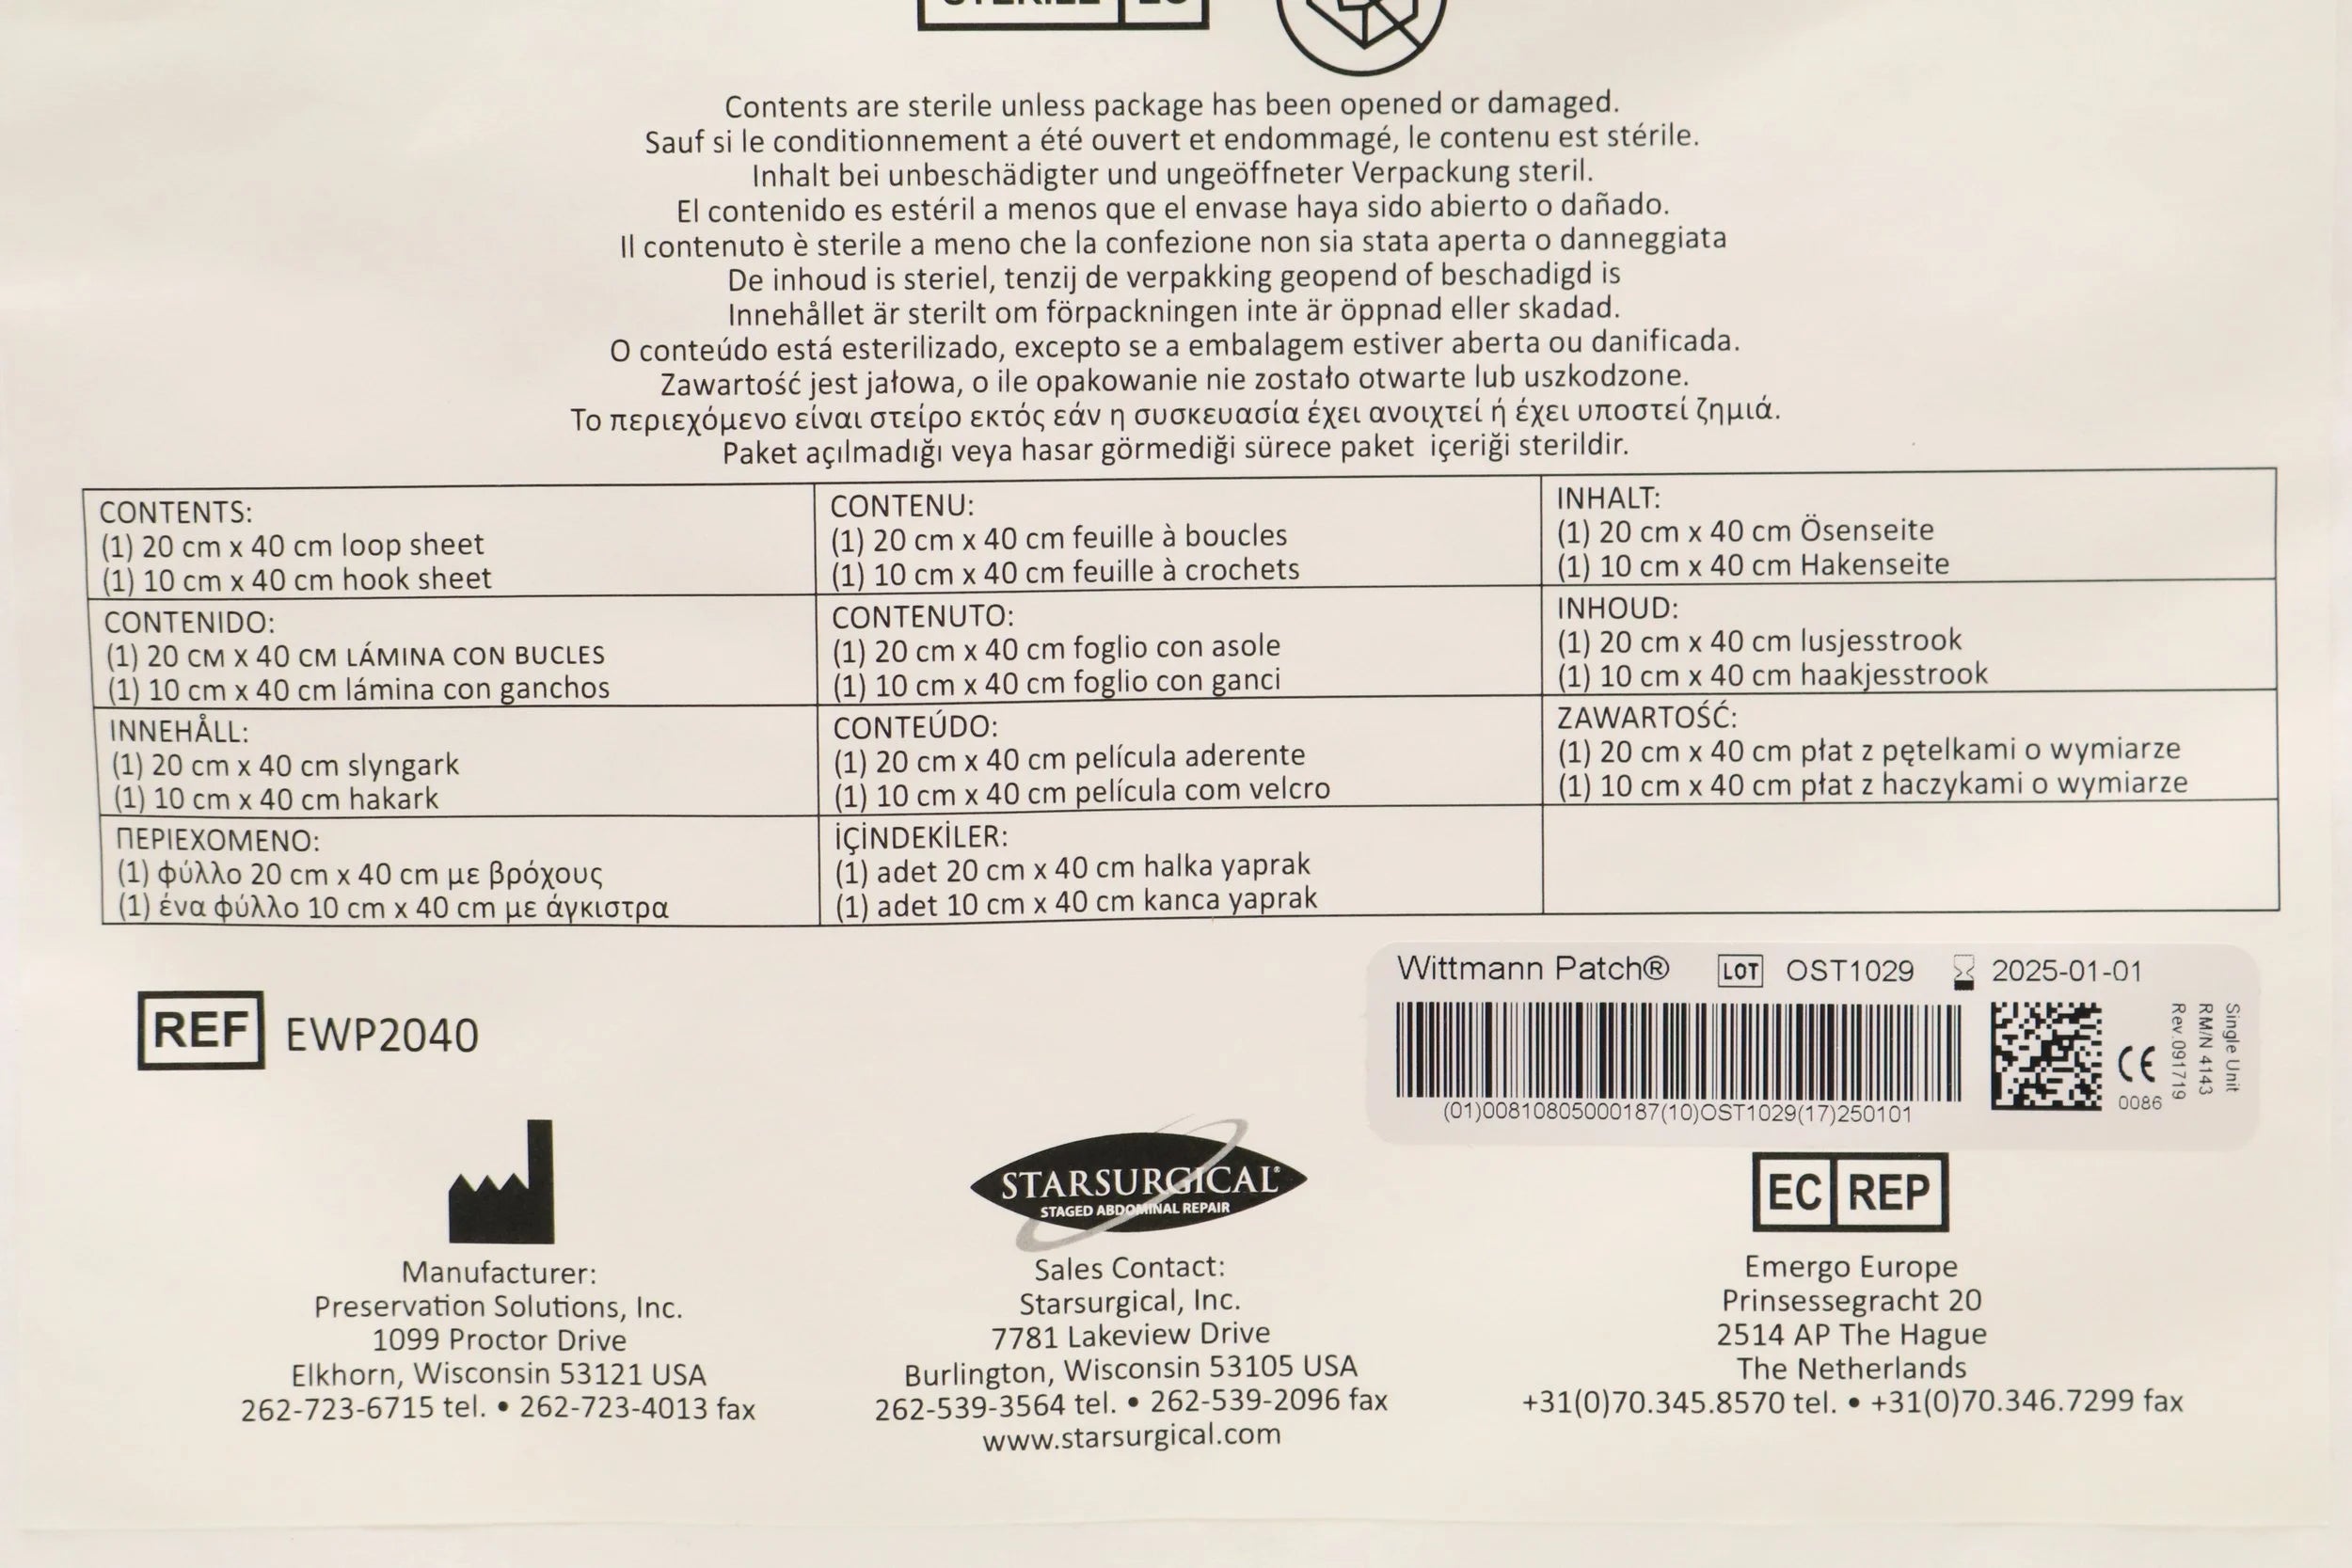 Contents are sterile unless package has been opened or damaged.
Sauf si le conditionnement a été ouvert et endommagé, le contenu est stérile.
Inhalt bei unbeschädigter und ungeöffneter Verpackung steril.
El contenido es estéril a menos que el envase haya sido abierto o dañado.
Il contenuto è sterile a meno che la confezione non sia stata aperta o danneggiata
De inhoud is steriel, tenzij de verpakking geopend of beschadigd is
Innehållet är sterilt om förpackningen inte är öppnad eller skadad.
O conteúdo está esterilizado, excepto se a embalagem estiver aberta ou danificada.
Zawartość jest jałowa, o ile opakowanie nie zostało otwarte lub uszkodzone.
Το περιεχόμενο είναι στείρο εκτός εάν η συσκευασία έχει ανοιχτεί ή έχει υποστεί ζημιά.
Paket açılmadığı veya hasar görmediği sürece paket içeriği sterildir.
CONTENTS:
(1) 20 cm x 40 cm loop sheet
(1) 10 cm x 40 cm hook sheet
CONTENU:
(1) 20 cm x 40 cm feuille à boucles
(1) 10 cm x 40 cm feuille à crochets
INHALT:
(1) 20 cm x 40 cm Ösenseite
(1) 10 cm x 40 cm Hakenseite
CONTENIDO:
(1) 20 CM X 40 CM LÁMINA CON BUCLES
(1) 10 cm x 40 cm lámina con ganchos
CONTENUTO:
(1) 20 cm x 40 cm foglio con asole
(1) 10 cm x 40 cm foglio con ganci
INHOUD:
(1) 20 cm x 40 cm lusjesstrook
(1) 10 cm x 40 cm haakjesstrook
INNEHÅLL:
(1) 20 cm x 40 cm slyngark
(1) 10 cm x 40 cm hakark
CONTEÚDO:
(1) 20 cm x 40 cm película aderente
(1) 10 cm x 40 cm película com velcro
ZAWARTOŚĆ:
(1) 20 cm x 40 cm płat z pętelkami o wymiarze
(1) 10 cm x 40 cm płat z haczykami o wymiarze
ΠΕΡΙΕΧΟΜΕΝΟ:
(1) φύλλο 20 cm x 40 cm με βρόχους
(1) ένα φύλλο 10 cm x 40 cm με άγκιστρα
İÇİNDEKİLER:
(1) adet 20 cm x 40 cm halka yaprak
(1) adet 10 cm x 40 cm kanca yaprak
REF EWP2040
Wittmann Patch® LOT OST1029 2025-01-01
(01)00810805000187(10)OST1029(17)250101
CE
0086
Single Unit
RM/N 4143
Rev.091719
Manufacturer:
Preservation Solutions, Inc.
1099 Proctor Drive
Elkhorn, Wisconsin 53121 USA
262-723-6715 tel. • 262-723-4013 fax
STARSURGICAL®
STAGED ABDOMINAL REPAIR
Sales Contact:
Starsurgical, Inc.
7781 Lakeview Drive
Burlington, Wisconsin 53105 USA
262-539-3564 tel. • 262-539-2096 fax
www.starsurgical.com
EC REP
Emergo Europe
Prinsessegracht 20
2514 AP The Hague
The Netherlands
+31(0)70.345.8570 tel. • +31(0)70.346.7299 fax